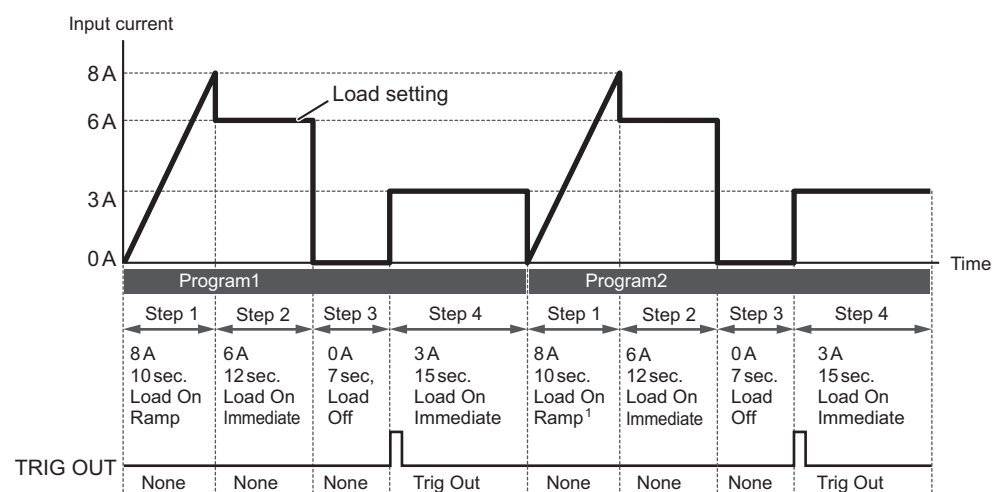 Input current
8 A
Load setting
6 A
3 A
0 A
Time
Program1 Program2
Step 1 Step 2 Step 3 Step 4 Step 1 Step 2 Step 3 Step 4
8 A 6 A 0 A 3 A 8 A 6 A 0 A 3 A
10 sec. 12 sec. 7 sec, 15 sec. 10 sec. 12 sec. 7 sec. 15 sec.
Load On Load On Load Load On Load On Load On Load Load On
Ramp Immediate Off Immediate Ramp¹ Immediate Off Immediate
TRIG OUT
None None None Trig Out None None None Trig Out